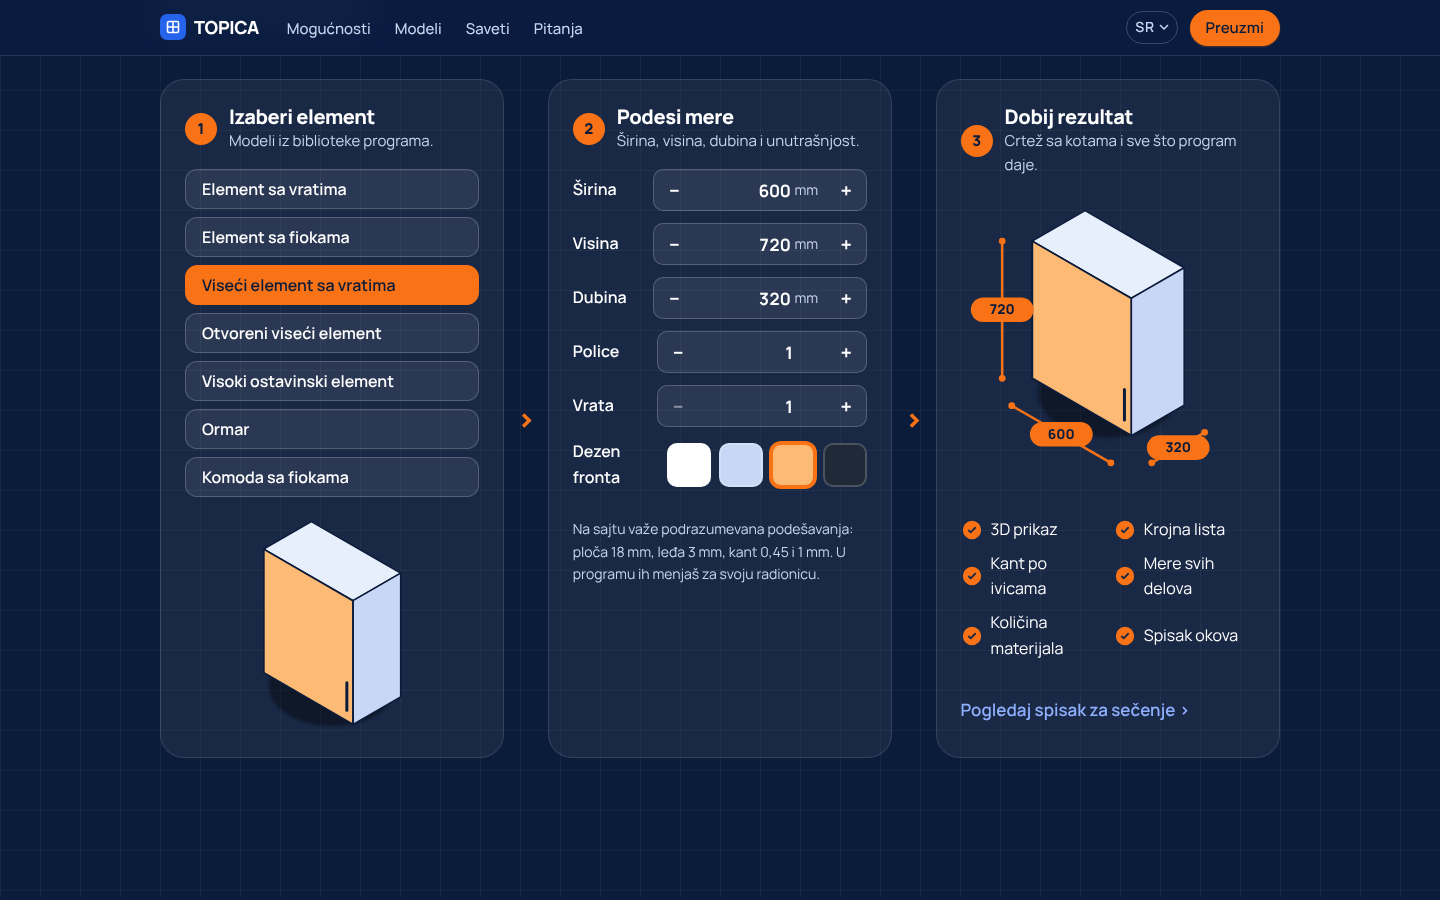 TOPICA Mogućnosti Modeli Saveti Pitanja SR Preuzmi
1 Izaberi element
Modeli iz biblioteke programa.
Element sa vratima
Element sa fiokama
Viseći element sa vratima
Otvoreni viseći element
Visoki ostavinski element
Ormar
Komoda sa fiokama
2 Podesi mere
Širina, visina, dubina i unutrašnjost.
Širina − 600 mm +
Visina − 720 mm +
Dubina − 320 mm +
Police − 1 +
Vrata − 1 +
Dezen
fronta
Na sajtu važe podrazumevana podešavanja:
ploča 18 mm, leđa 3 mm, kant 0,45 i 1 mm. U
programu ih menjaš za svoju radionicu.
3 Dobij rezultat
Crtež sa kotama i sve što program
daje.
720
600
320
3D prikaz
Krojna lista
Kant po
ivicama
Mere svih
delova
Količina
materijala
Spisak okova
Pogledaj spisak za sečenje ›